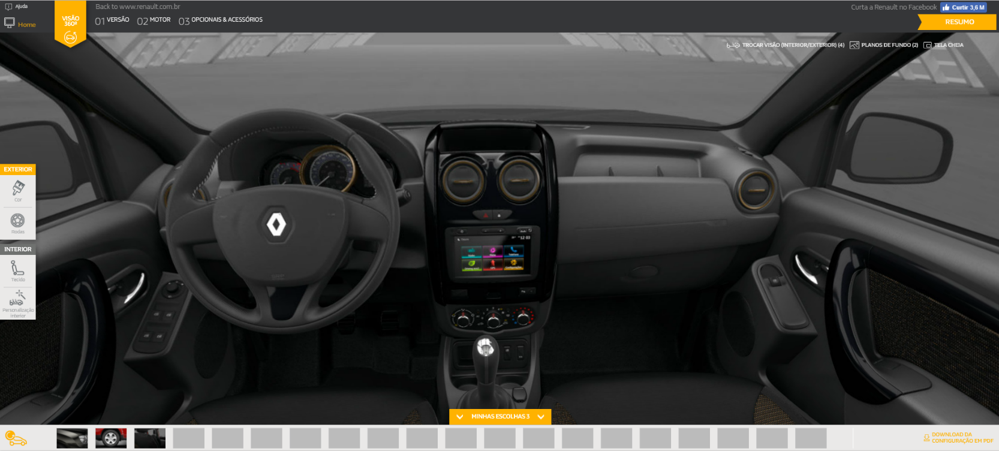 Ajuda
Home
VISÃO
360º
Back to www.renault.com.br
01 VERSÃO 02 MOTOR 03 OPCIONAIS & ACESSÓRIOS
Curta a Renault no Facebook
Curtir 3,6 M
RESUMO
TROCAR VISÃO (INTERIOR/EXTERIOR) (4) PLANOS DE FUNDO (2) TELA CHEIA
EXTERIOR
Cor
Rodas
INTERIOR
Tecido
Personalização
interior
12 03
MINHAS ESCOLHAS 3
DOWNLOAD DA
CONFIGURAÇÃO EM PDF